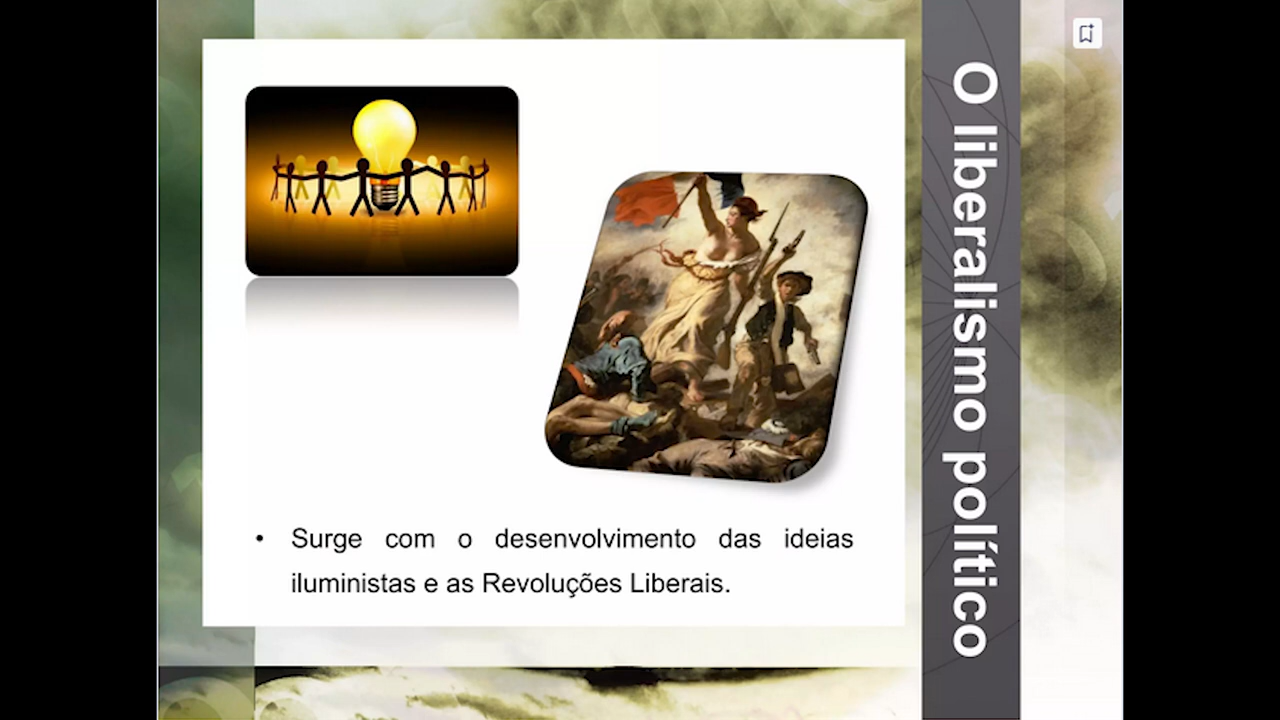 O liberalismo político
• Surge com o desenvolvimento das ideias
iluministas e as Revoluções Liberais.